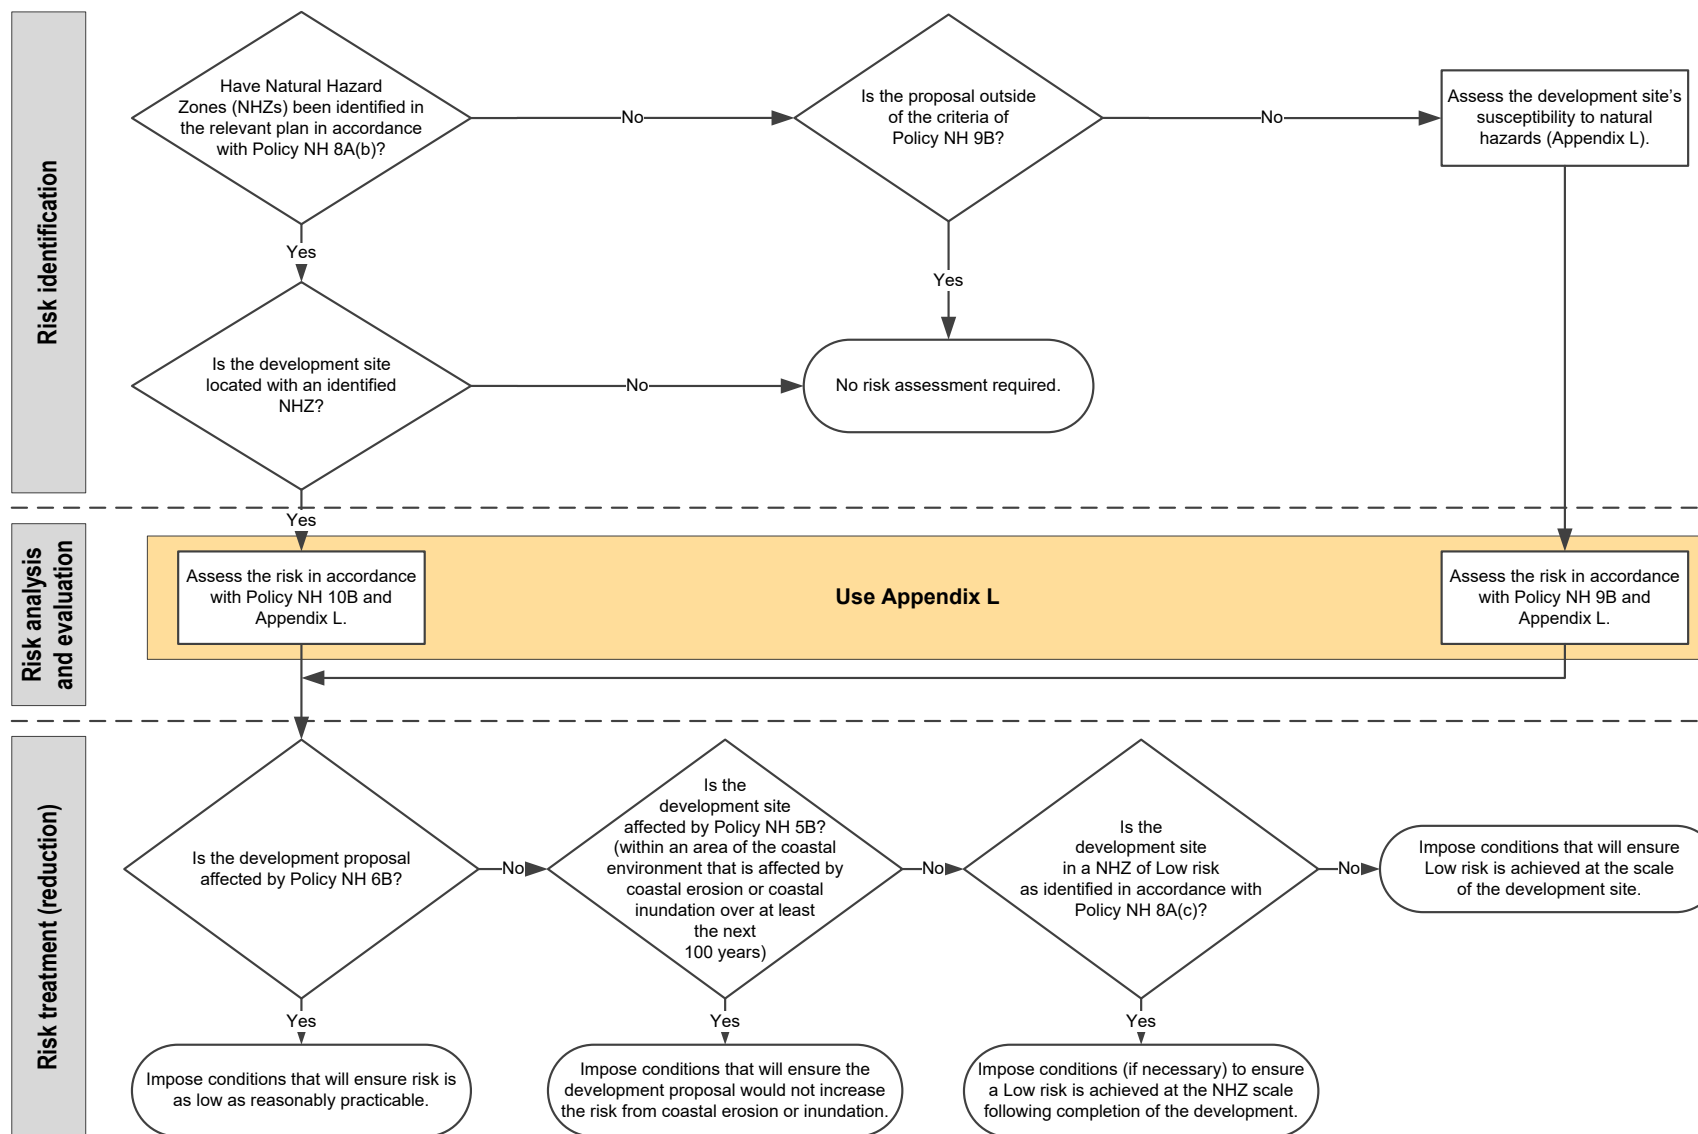 Risk identification
Have Natural Hazard
Zones (NHZs) been identified in
the relevant plan in accordance
with Policy NH 8A(b)?
No
Is the proposal outside
of the criteria of
Policy NH 9B?
No
Assess the development site’s
susceptibility to natural
hazards (Appendix L).
Yes
Yes
Is the development site
located with an identified
NHZ?
No
No risk assessment required.
Yes
Risk analysis
and evaluation
Assess the risk in accordance
with Policy NH 10B and
Appendix L.
Use Appendix L
Assess the risk in accordance
with Policy NH 9B and
Appendix L.
Risk treatment (reduction)
Is the development proposal
affected by Policy NH 6B?
No
Is the
development site
affected by Policy NH 5B?
(within an area of the coastal
environment that is affected by
coastal erosion or coastal
inundation over at least
the next
100 years)
No
Is the
development site
in a NHZ of Low risk
as identified in accordance with
Policy NH 8A(c)?
No
Impose conditions that will ensure
Low risk is achieved at the scale
of the development site.
Yes
Yes
Yes
Impose conditions that will ensure risk is
as low as reasonably practicable.
Impose conditions that will ensure the
development proposal would not increase
the risk from coastal erosion or inundation.
Impose conditions (if necessary) to ensure
a Low risk is achieved at the NHZ scale
following completion of the development.